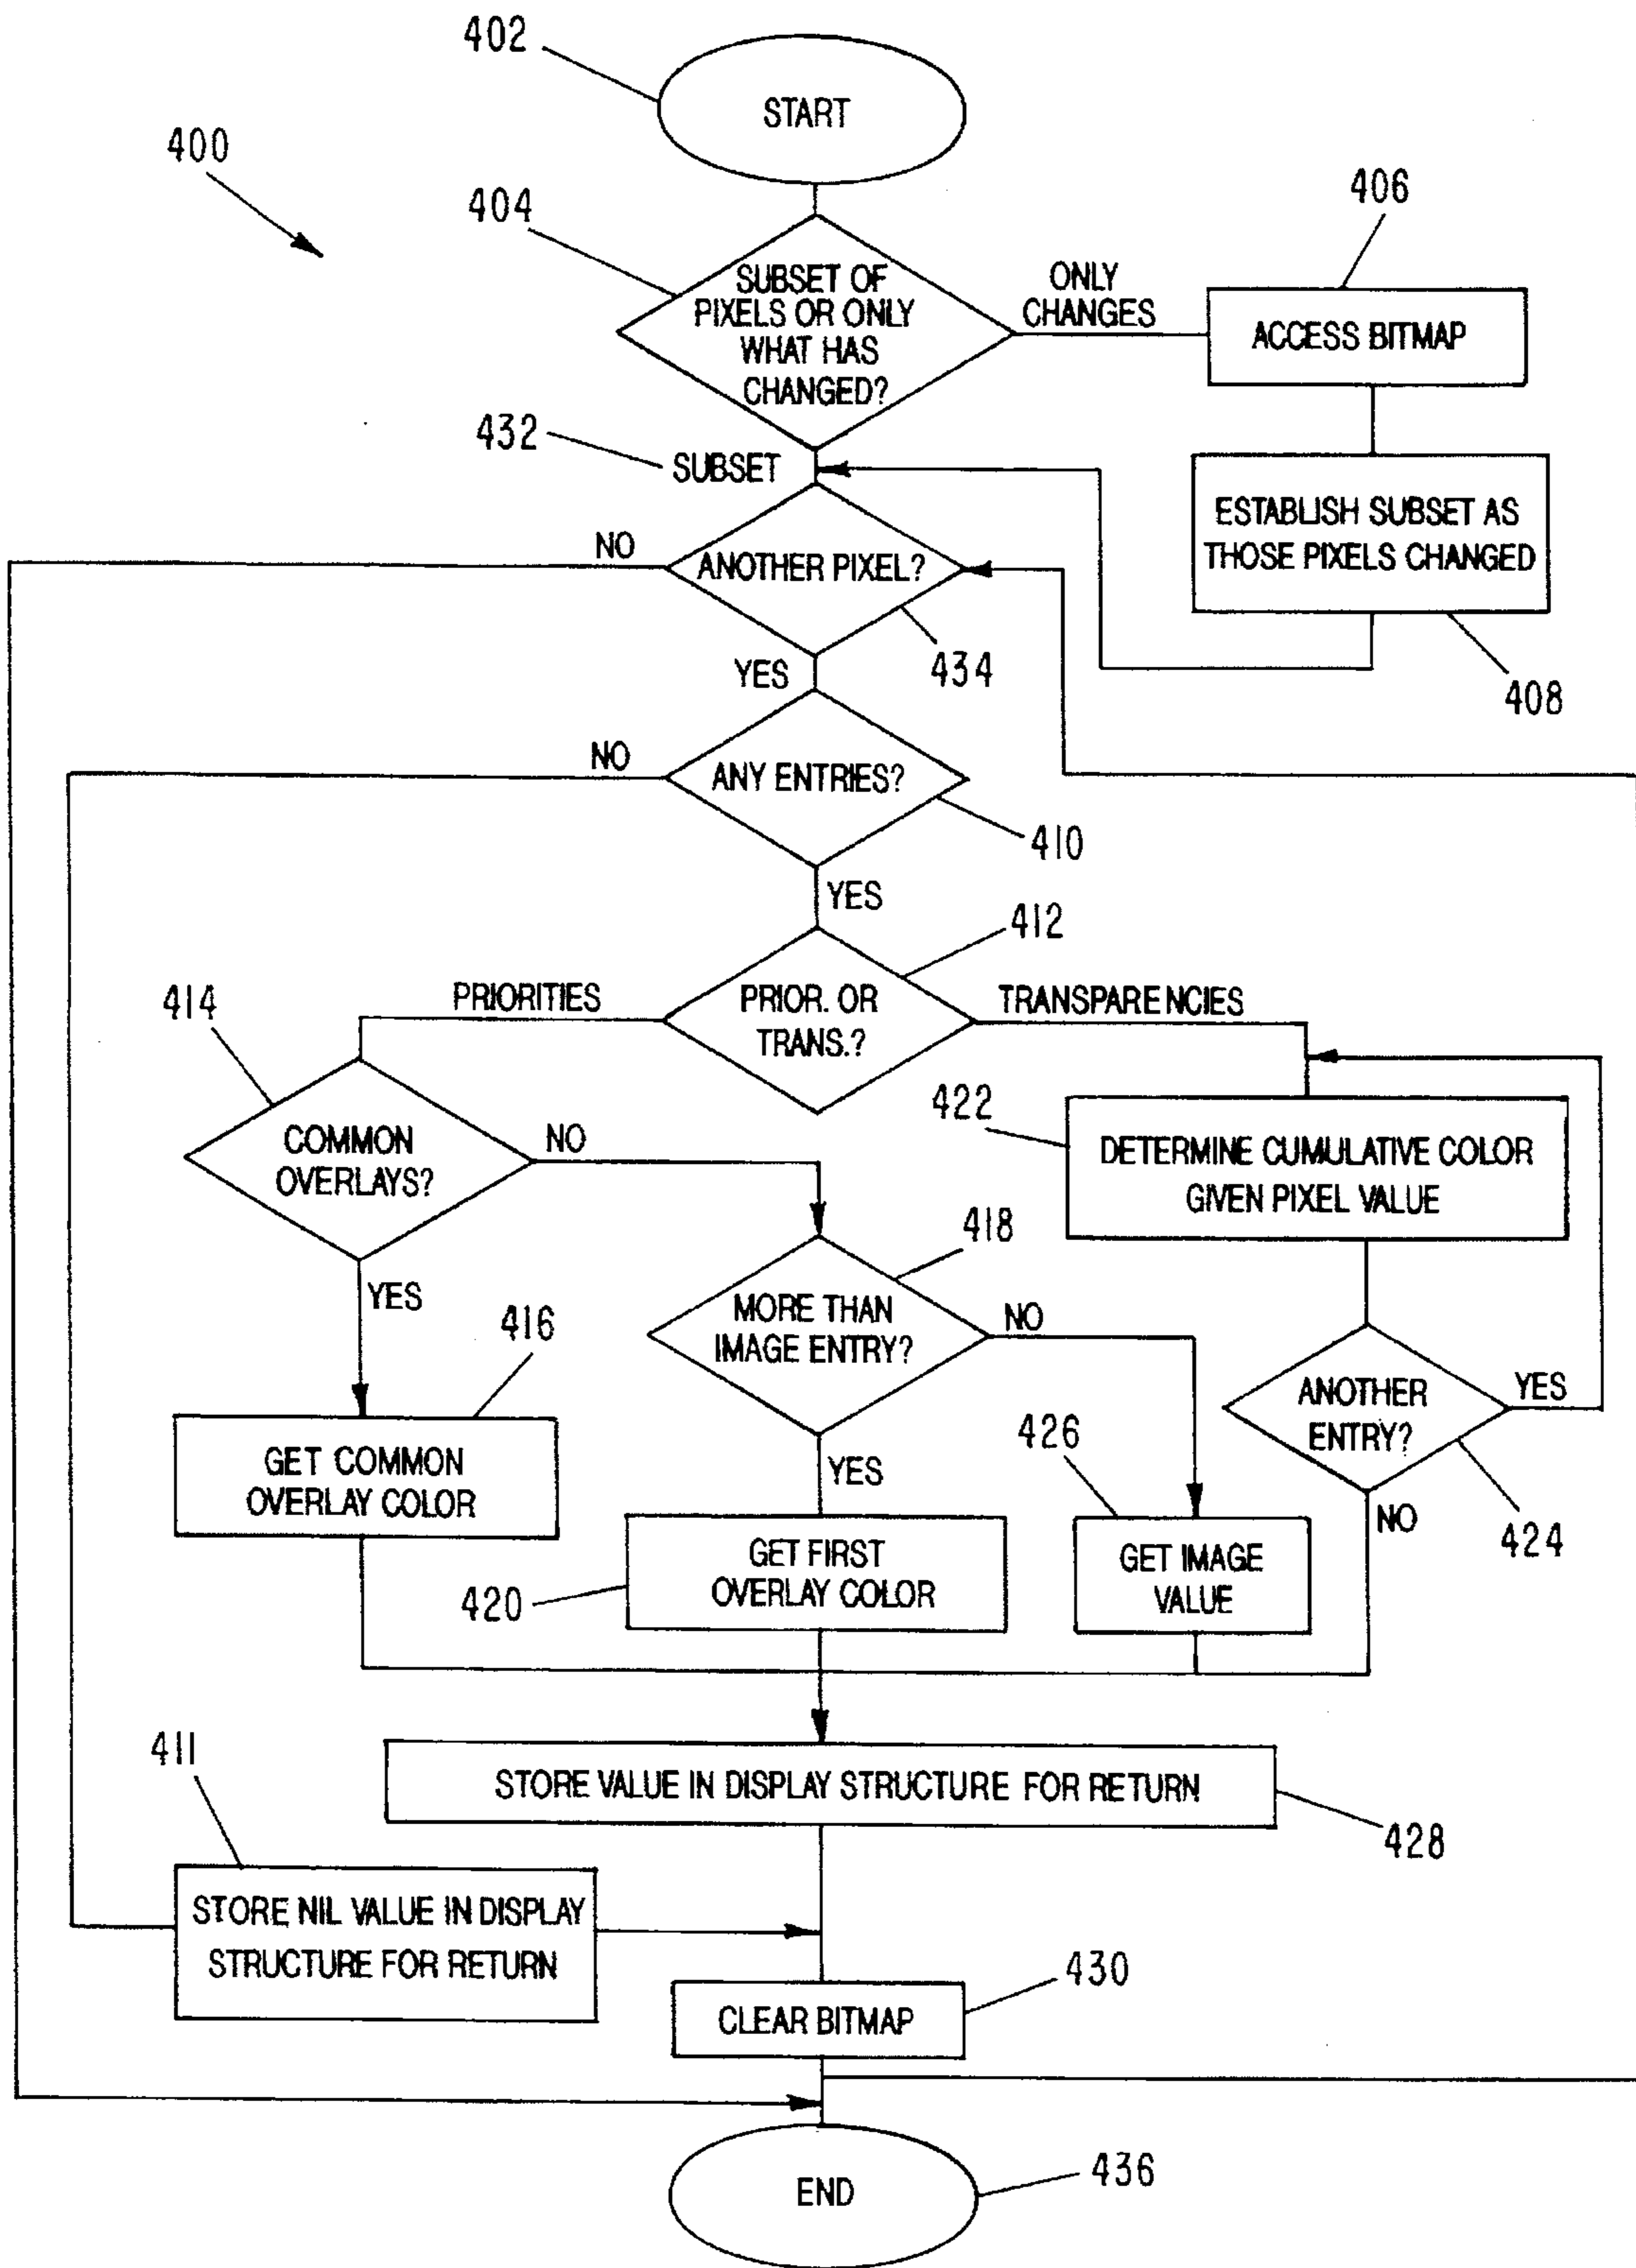 402
START
400
404
406
SUBSET OF
PIXELS OR ONLY
WHAT HAS
CHANGED?
ONLY
CHANGES
ACCESS BITMAP
432
SUBSET
ESTABLISH SUBSET AS
THOSE PIXELS CHANGED
NO
ANOTHER PIXEL?
434
408
YES
NO
ANY ENTRIES?
410
YES
412
414
PRIORITIES
PRIOR. OR
TRANS.?
TRANSPARENCIES
422
COMMON
OVERLAYS?
NO
DETERMINE CUMULATIVE COLOR
GIVEN PIXEL VALUE
418
YES
416
MORE THAN
IMAGE ENTRY?
NO
ANOTHER
ENTRY?
YES
GET COMMON
OVERLAY COLOR
YES
426
NO
424
GET FIRST
OVERLAY COLOR
420
GET IMAGE
VALUE
411
STORE VALUE IN DISPLAY STRUCTURE FOR RETURN
428
STORE NIL VALUE IN DISPLAY
STRUCTURE FOR RETURN
430
CLEAR BITMAP
END
436